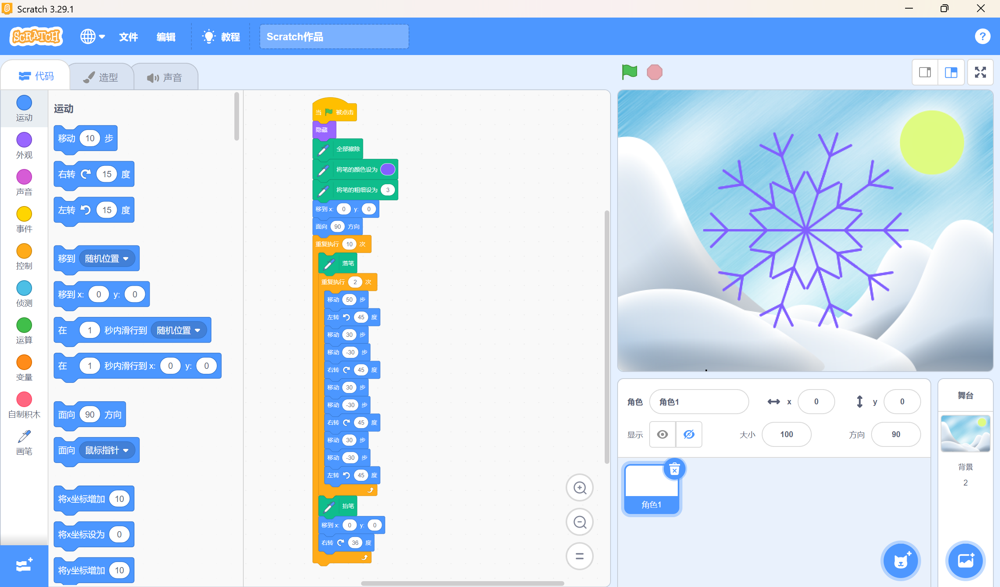 Scratch 3.29.1
SCRATCH
文件
编辑
教程
Scratch作品
?
代码
造型
声音
运动
外观
声音
事件
控制
侦测
运算
变量
自制积木
画笔
运动
移动 10 步
右转 15 度
左转 15 度
移到 随机位置
移到 x: 0 y: 0
在 1 秒内滑行到 随机位置
在 1 秒内滑行到 x: 0 y: 0
面向 90 方向
面向 鼠标指针
将x坐标增加 10
将x坐标设为 0
将y坐标增加 10
当 被点击
隐藏
全部擦除
将笔的颜色设为
将笔的粗细设为 3
移到 x: 0 y: 0
面向 90 方向
重复执行 10 次
落笔
重复执行 2 次
移动 50 步
左转 45 度
移动 30 步
移动 -30 步
右转 45 度
移动 30 步
移动 -30 步
右转 45 度
移动 30 步
移动 -30 步
左转 45 度
抬笔
移到 x: 0 y: 0
右转 36 度
角色 角色1 x 0 y 0
显示 大小 100 方向 90
角色1
舞台
背景
2